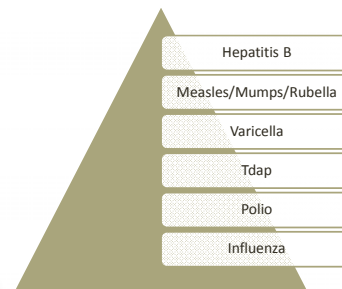 Hepatitis B
Measles/Mumps/Rubella
Varicella
Tdap
Polio
Influenza